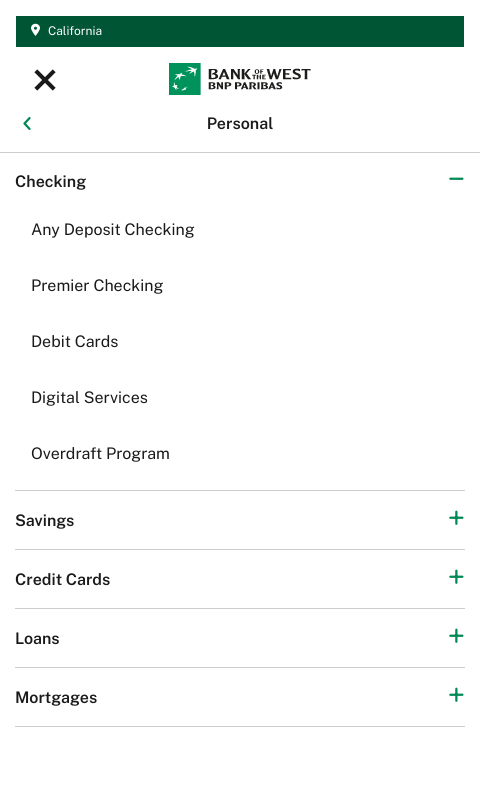 California
BANK OF THE WEST
BNP PARIBAS
Personal
Checking
Any Deposit Checking
Premier Checking
Debit Cards
Digital Services
Overdraft Program
Savings
Credit Cards
Loans
Mortgages